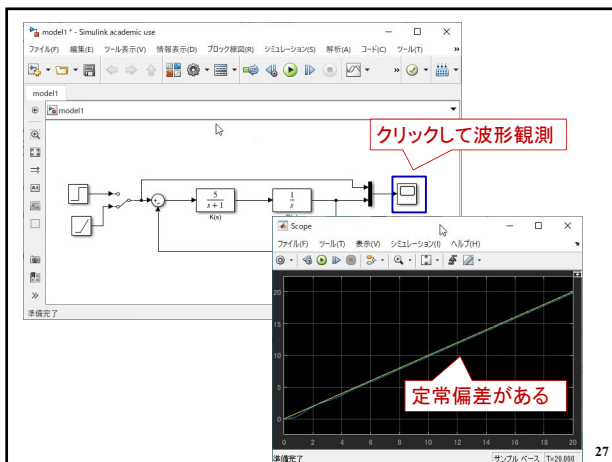 model1 * - Simulink academic use
ファイル(F) 編集(E) ツール表示(V) 情報表示(D) ブロック線図(R) シミュレーション(S) 解析(A) コード(C) ツール(T) »
model1
model1
クリックして波形観測
5
s + 1
K(s)
1
s
Scope
ファイル(F) ツール(T) 表示(V) シミュレーション(I) ヘルプ(H)
準備完了
20
15
10
5
0
定常偏差がある
0 2 4 6 8 10 12 14 16 18 20
準備完了
サンプル ベース T=20.000
27